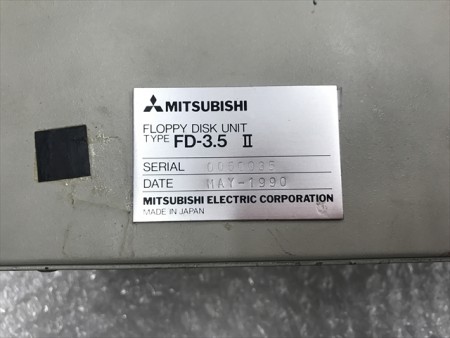 MITSUBISHI
FLOPPY DISK UNIT
TYPE FD-3.5 II
SERIAL
DATE MAY-1990
MITSUBISHI ELECTRIC CORPORATION
MADE IN JAPAN